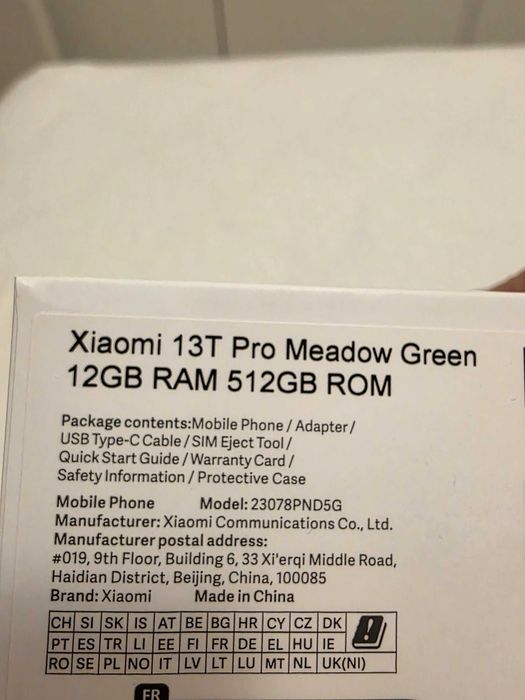 Xiaomi 13T Pro Meadow Green
12GB RAM 512GB ROM
Package contents:Mobile Phone / Adapter/
USB Type-C Cable / SIM Eject Tool /
Quick Start Guide / Warranty Card /
Safety Information / Protective Case
Mobile Phone Model: 23078PND5G
Manufacturer: Xiaomi Communications Co., Ltd.
Manufacturer postal address:
#019, 9th Floor, Building 6, 33 Xi'erqi Middle Road,
Haidian District, Beijing, China, 100085
Brand: Xiaomi Made in China
CH SI SK IS AT BE BG HR CY CZ DK
PT ES TR LI EE FI FR DE EL HU IE
RO SE PL NO IT LV LT LU MT NL UK(NI)
FR